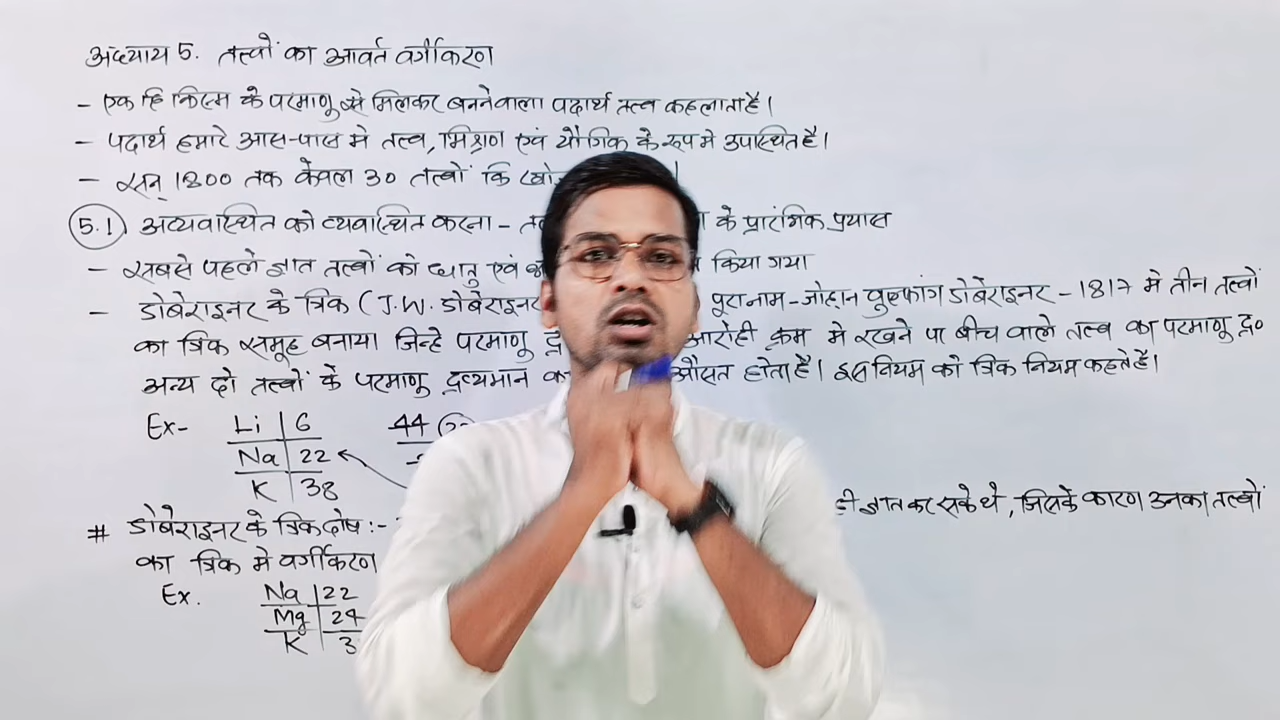 अध्याय 5. तत्वों का आवर्त वर्गीकरण
- एक हि किस्म के परमाणु से मिलकर बनने वाला पदार्थ तत्व कहलाता है।
- पदार्थ हमारे आस-पास मे तत्व, मिश्रण एवं यौगिक के रूप मे उपस्थित है।
- सन् 1800 तक केवल 30 तत्वों कि
5.1 अव्यवास्थित को व्यवास्थित करना - के प्रारंभिक प्रयास
- सबसे पहले ज्ञात तत्वों को धातु एवं किया गया
- डोबेराइनर के त्रिक (J.W. डोबेराइनर पूरानाम-जोहान वुल्फांग डोबेराइनर - 1817 मे तीन तत्वों
का त्रिक समूह बनाया जिन्हे परमाणु आरोही क्रम मे रखने पा बीच वाले तत्व का परमाणु द्र०
अन्य दो तत्वों के परमाणु द्रव्यमान का औसत होता है। इस नियम को त्रिक नियम कहते है।
Ex- Li 6 44
Na 22
K 38
# डोबेराइनर के त्रिक दोष :- ही ज्ञात कर सके थे, जिसके कारण उनका तत्वों
का त्रिक मे वर्गीकरण
Ex. Na 22
Mg 24
K 3